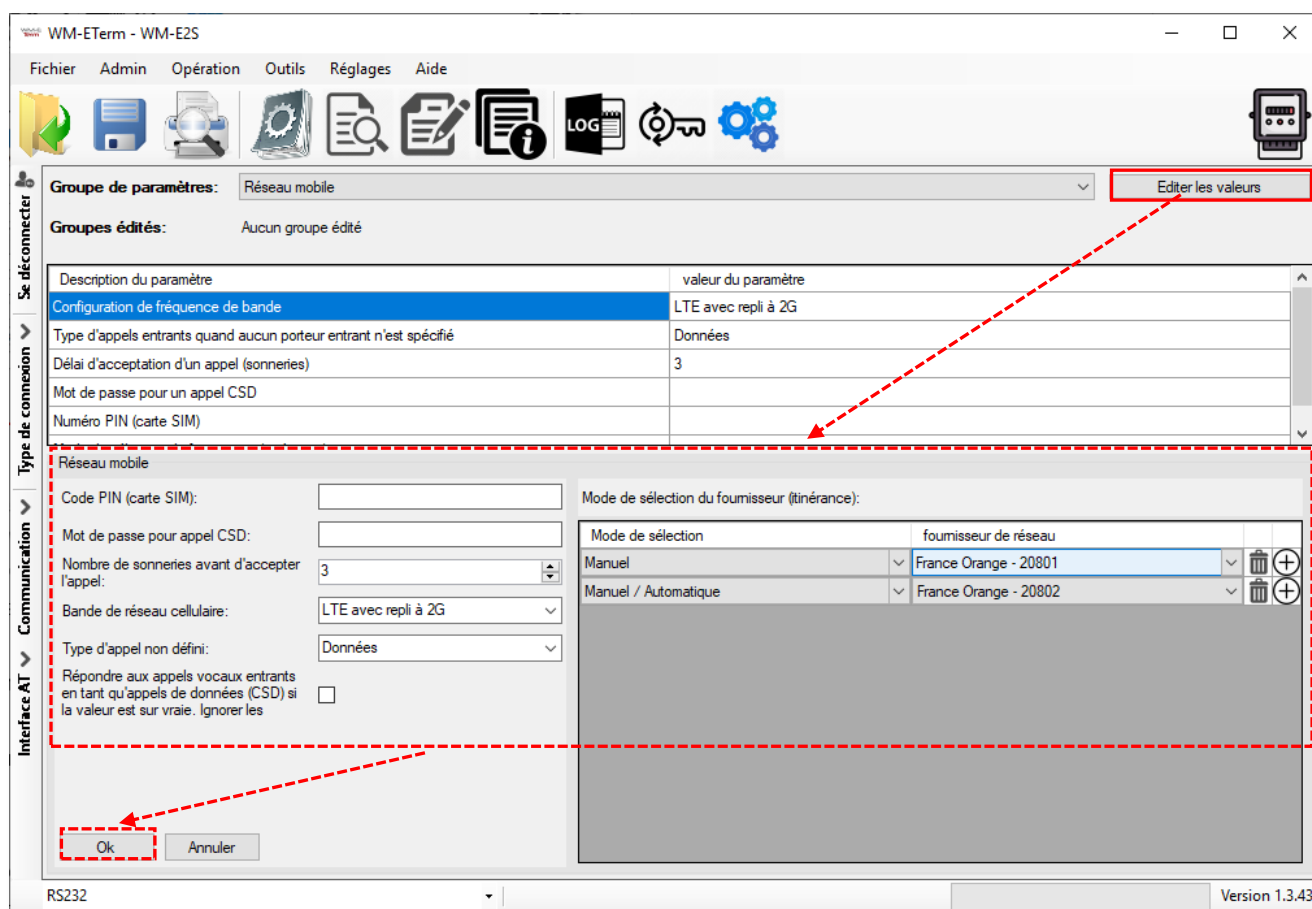 WM-ETerm - WM-E2S
Fichier Admin Opération Outils Réglages Aide
LOG
Groupe de paramètres: Réseau mobile Editer les valeurs
Groupes édités: Aucun groupe édité
Se déconnecter
Type de connexion
Communication
Interface AT
Description du paramètre valeur du paramètre
Configuration de fréquence de bande LTE avec repli à 2G
Type d'appels entrants quand aucun porteur entrant n'est spécifié Données
Délai d'acceptation d'un appel (sonneries) 3
Mot de passe pour un appel CSD
Numéro PIN (carte SIM)
Réseau mobile
Code PIN (carte SIM):
Mot de passe pour appel CSD:
Nombre de sonneries avant d'accepter
l'appel: 3
Bande de réseau cellulaire: LTE avec repli à 2G
Type d'appel non défini: Données
Répondre aux appels vocaux entrants
en tant qu'appels de données (CSD) si
la valeur est sur vraie. Ignorer les
Mode de sélection du fournisseur (itinérance):
Mode de sélection fournisseur de réseau
Manuel France Orange - 20801
Manuel / Automatique France Orange - 20802
Ok Annuler
RS232 Version 1.3.43